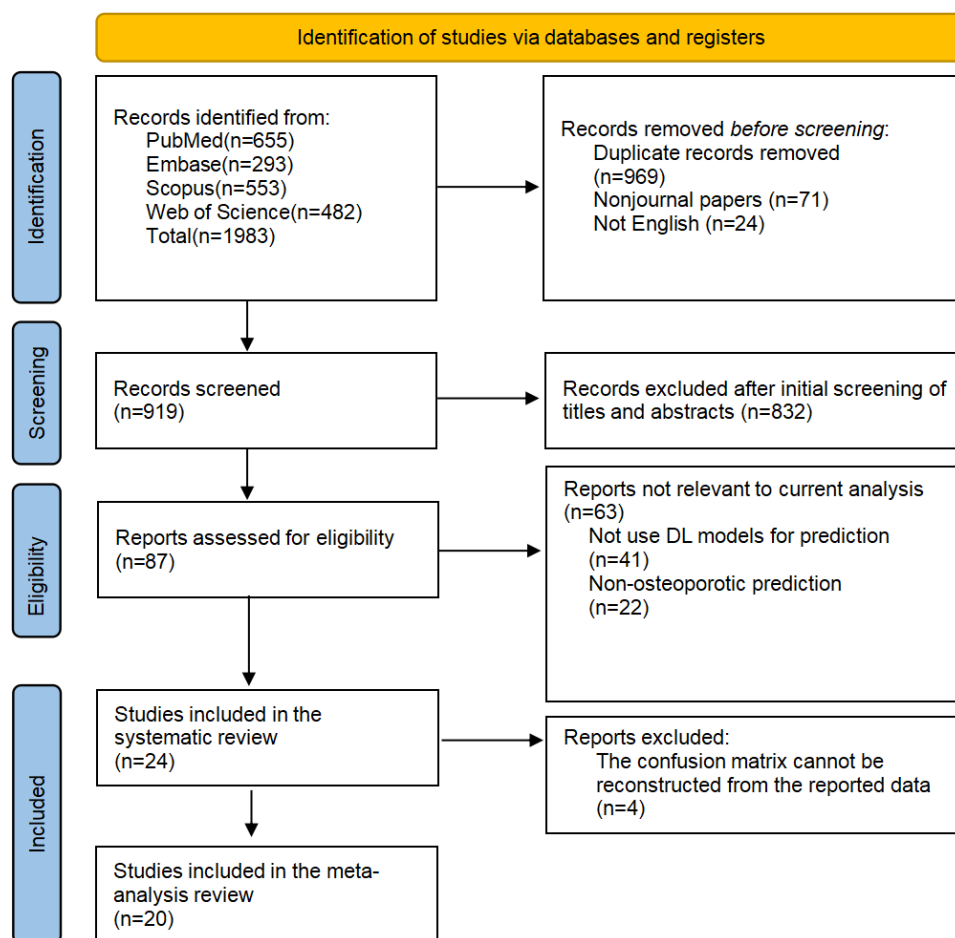 Identification of studies via databases and registers
Identification
Records identified from:
PubMed(n=655)
Embase(n=293)
Scopus(n=553)
Web of Science(n=482)
Total(n=1983)
Records removed before screening:
Duplicate records removed
(n=969)
Nonjournal papers (n=71)
Not English (n=24)
Screening
Records screened
(n=919)
Records excluded after initial screening of
titles and abstracts (n=832)
Eligibility
Reports assessed for eligibility
(n=87)
Reports not relevant to current analysis
(n=63)
Not use DL models for prediction
(n=41)
Non-osteoporotic prediction
(n=22)
Included
Studies included in the
systematic review
(n=24)
Reports excluded:
The confusion matrix cannot be
reconstructed from the reported data
(n=4)
Studies included in the meta-
analysis review
(n=20)